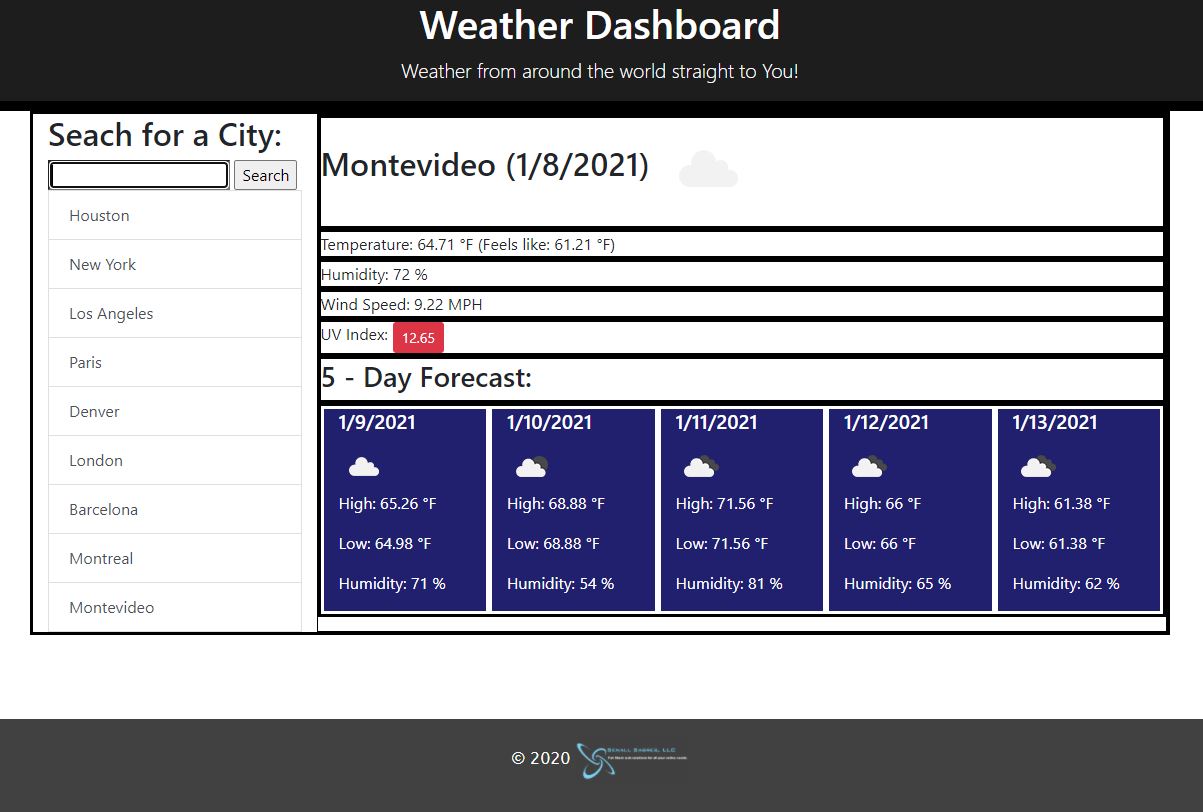 Weather Dashboard
Weather from around the world straight to You!
Seach for a City:
Search
Houston
New York
Los Angeles
Paris
Denver
London
Barcelona
Montreal
Montevideo
Montevideo (1/8/2021)
Temperature: 64.71 °F (Feels like: 61.21 °F)
Humidity: 72 %
Wind Speed: 9.22 MPH
UV Index: 12.65
5 - Day Forecast:
1/9/2021
High: 65.26 °F
Low: 64.98 °F
Humidity: 71 %
1/10/2021
High: 68.88 °F
Low: 68.88 °F
Humidity: 54 %
1/11/2021
High: 71.56 °F
Low: 71.56 °F
Humidity: 81 %
1/12/2021
High: 66 °F
Low: 66 °F
Humidity: 65 %
1/13/2021
High: 61.38 °F
Low: 61.38 °F
Humidity: 62 %
© 2020